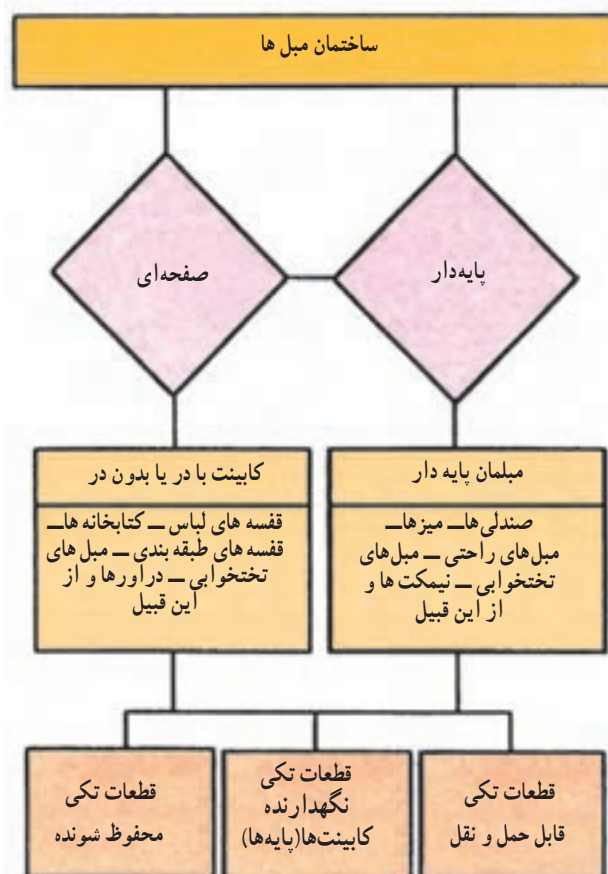 ساختمان مبل ها
پایه‌دار
صفحه‌ای
مبلمان پایه دار
صندلی‌ها ــ میزها ــ
مبل‌های راحتی ــ مبل‌های
تختخوابی ــ نیمکت ها و
از این قبیل
کابینت با در یا بدون در
قفسه های لباس ــ کتابخانه ها ــ
قفسه های طبقه بندی ــ مبل های
تختخوابی ــ دراورها و از
این قبیل
قطعات تکی
قابل حمل و نقل
قطعات تکی
نگهدارنده
کابینت‌ها(پایه‌ها)
قطعات تکی
محفوظ شونده